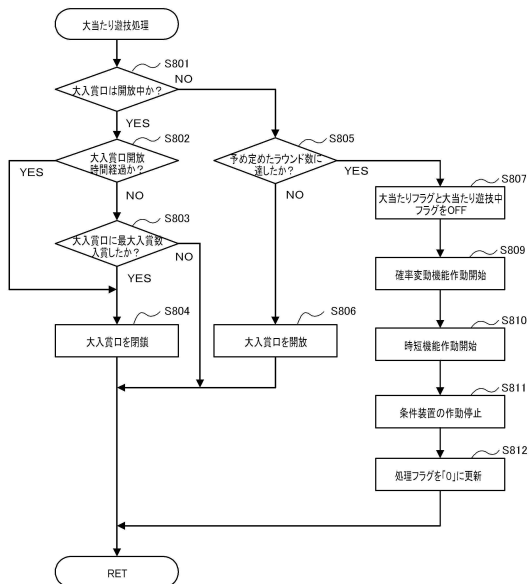 大当たり遊技処理
S801
大入賞口は開放中か？
NO
YES
S802
大入賞口開放
時間経過か？
YES
NO
S803
大入賞口に最大入賞数
入賞したか？
NO
YES
S804
大入賞口を閉鎖
S805
予め定めたラウンド数に
達したか？
YES
NO
S806
大入賞口を開放
S807
大当たりフラグと大当たり遊技中
フラグをOFF
S809
確率変動機能作動開始
S810
時短機能作動開始
S811
条件装置の作動停止
S812
処理フラグを「0」に更新
RET